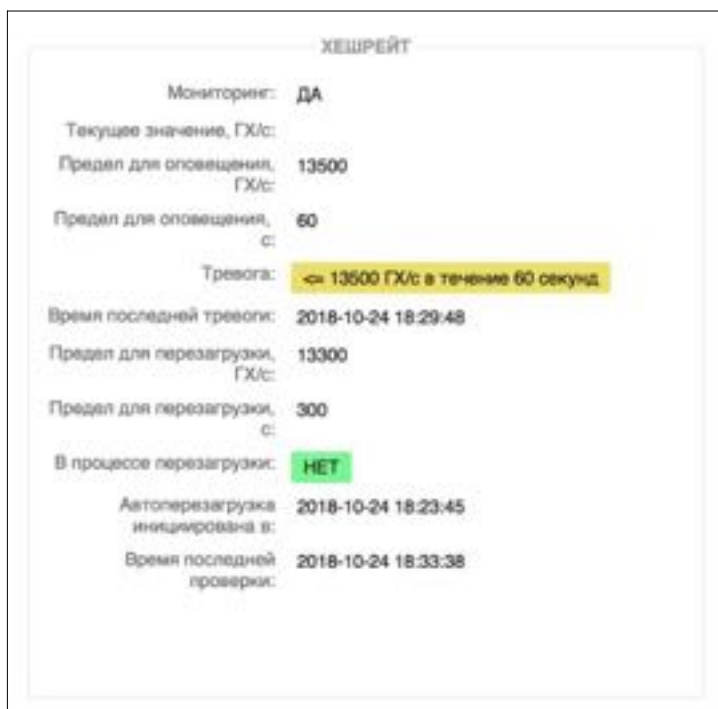 ХЕШРЕЙТ
Мониторинг: ДА
Текущее значение, ГХ/с:
Предел для оповещения, 13500
ГХ/с:
Предел для оповещения, 60
с:
Тревога: <= 13500 ГХ/с в течение 60 секунд
Время последней тревоги: 2018-10-24 18:29:48
Предел для перезагрузки, 13300
ГХ/с:
Предел для перезагрузки, 300
с:
В процессе перезагрузки: НЕТ
Автоперезагрузка 2018-10-24 18:23:45
инициирована в:
Время последней 2018-10-24 18:33:38
проверки: